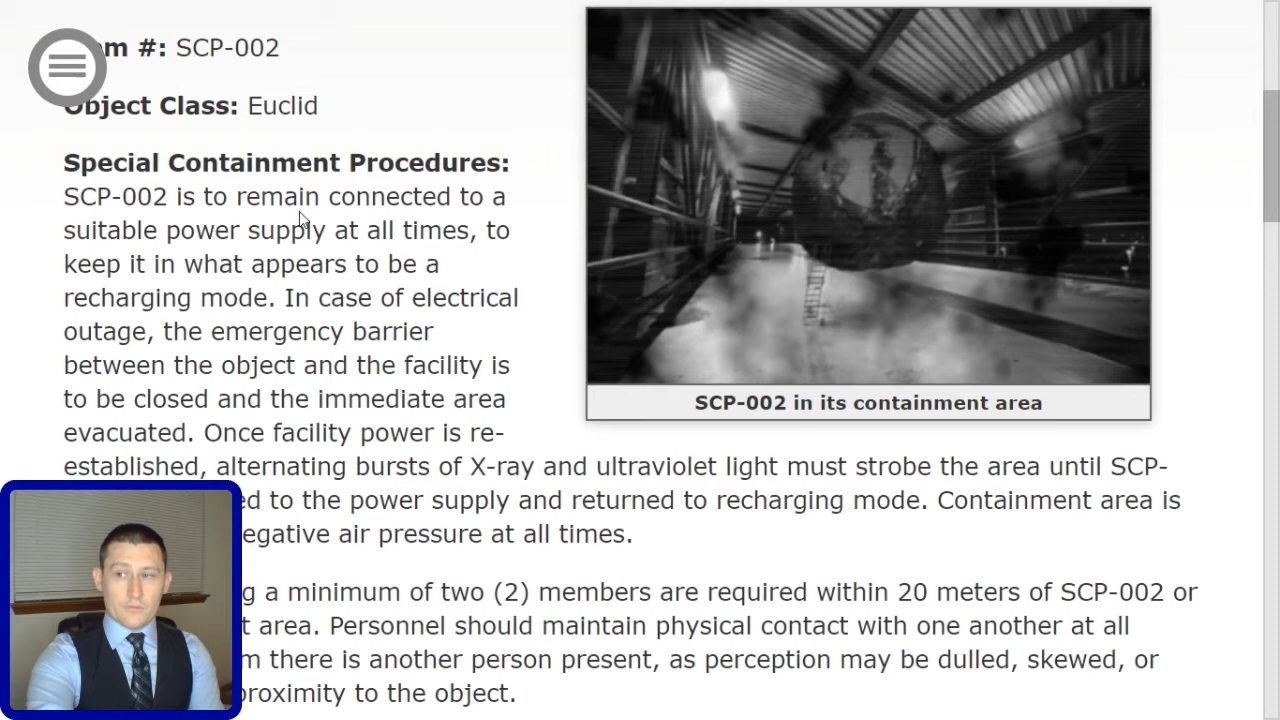 m #: SCP-002
Object Class: Euclid
Special Containment Procedures:
SCP-002 is to remain connected to a
suitable power supply at all times, to
keep it in what appears to be a
recharging mode. In case of electrical
outage, the emergency barrier
between the object and the facility is
to be closed and the immediate area
evacuated. Once facility power is re-
established, alternating bursts of X-ray and ultraviolet light must strobe the area until SCP-
ed to the power supply and returned to recharging mode. Containment area is
egative air pressure at all times.
g a minimum of two (2) members are required within 20 meters of SCP-002 or
t area. Personnel should maintain physical contact with one another at all
m there is another person present, as perception may be dulled, skewed, or
proximity to the object.
SCP-002 in its containment area